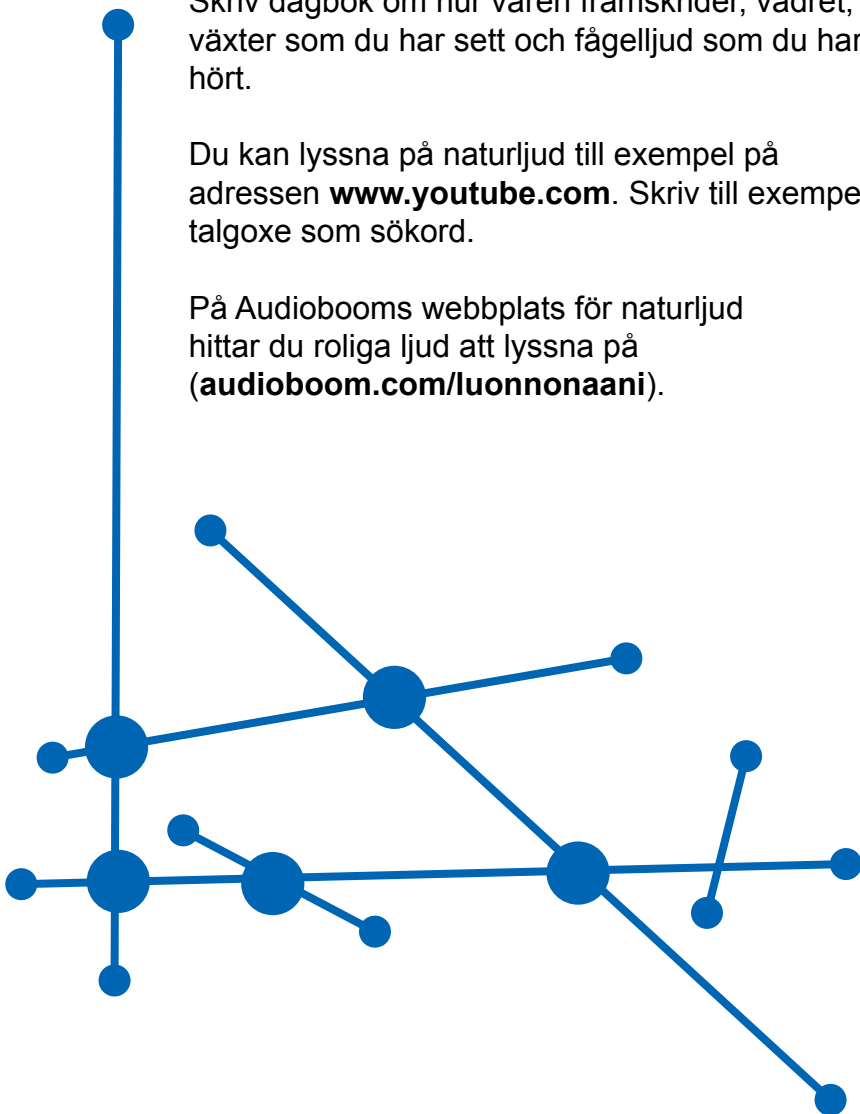 Skriv dagbok om hur våren framskrider, vädret,
växter som du har sett och fågelljud som du har
hört.
Du kan lyssna på naturljud till exempel på
adressen www.youtube.com. Skriv till exempe
talgoxe som sökord.
På Audiobooms webbplats för naturljud
hittar du roliga ljud att lyssna på
(audioboom.com/luonnonaani).